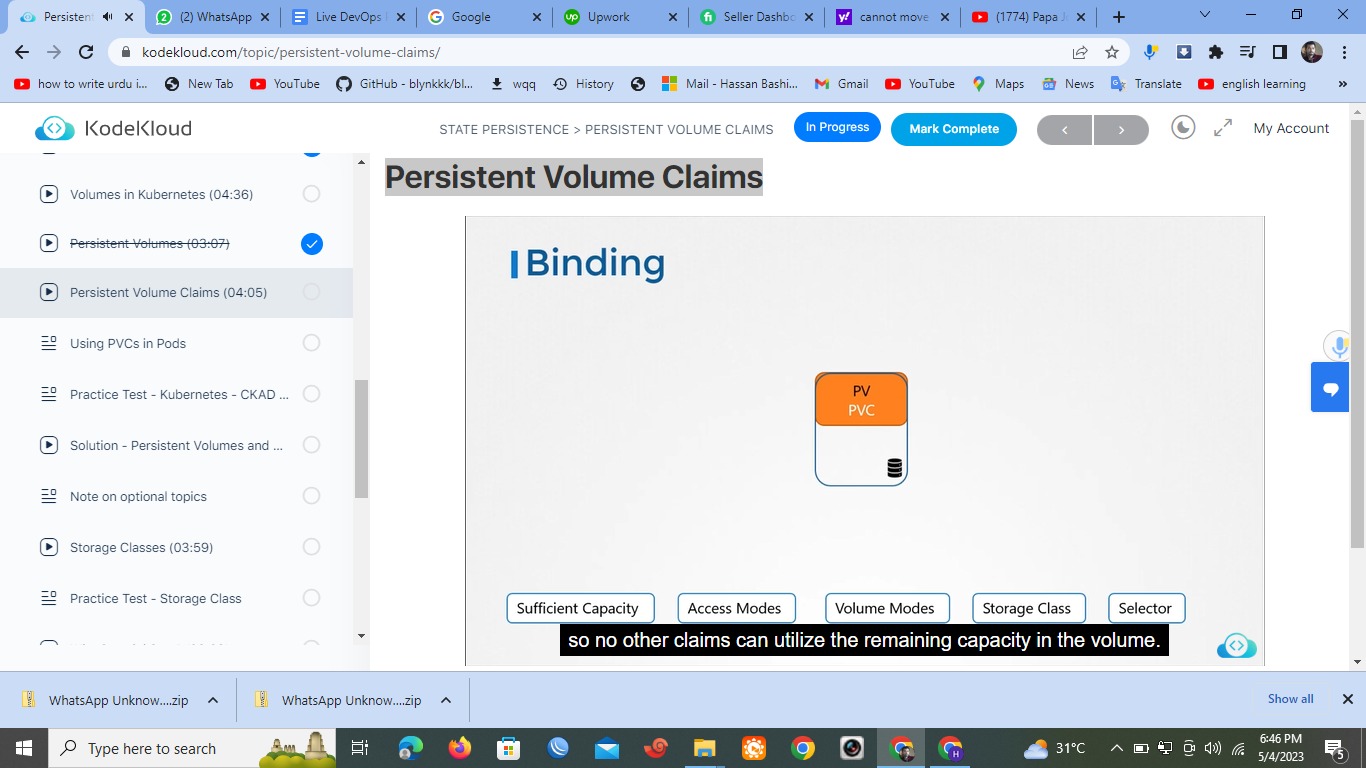 Persistent
(2) WhatsApp
Live DevOps
Google
Upwork
Seller Dashbo
cannot move
(1774) Papa J
kodekloud.com/topic/persistent-volume-claims/
how to write urdu i...
New Tab
YouTube
GitHub - blynkkk/bl...
wqq
History
Mail - Hassan Bashi...
Gmail
YouTube
Maps
News
Translate
english learning
»
KodeKloud
STATE PERSISTENCE > PERSISTENT VOLUME CLAIMS
In Progress
Mark Complete
My Account
Volumes in Kubernetes (04:36)
Persistent Volumes (03:07)
Persistent Volume Claims (04:05)
Using PVCs in Pods
Practice Test - Kubernetes - CKAD ...
Solution - Persistent Volumes and ...
Note on optional topics
Storage Classes (03:59)
Practice Test - Storage Class
Persistent Volume Claims
Binding
PV
PVC
Sufficient Capacity
Access Modes
Volume Modes
Storage Class
Selector
so no other claims can utilize the remaining capacity in the volume.
WhatsApp Unknow....zip
WhatsApp Unknow....zip
Show all
Type here to search
31°C
6:46 PM
5/4/2023
5